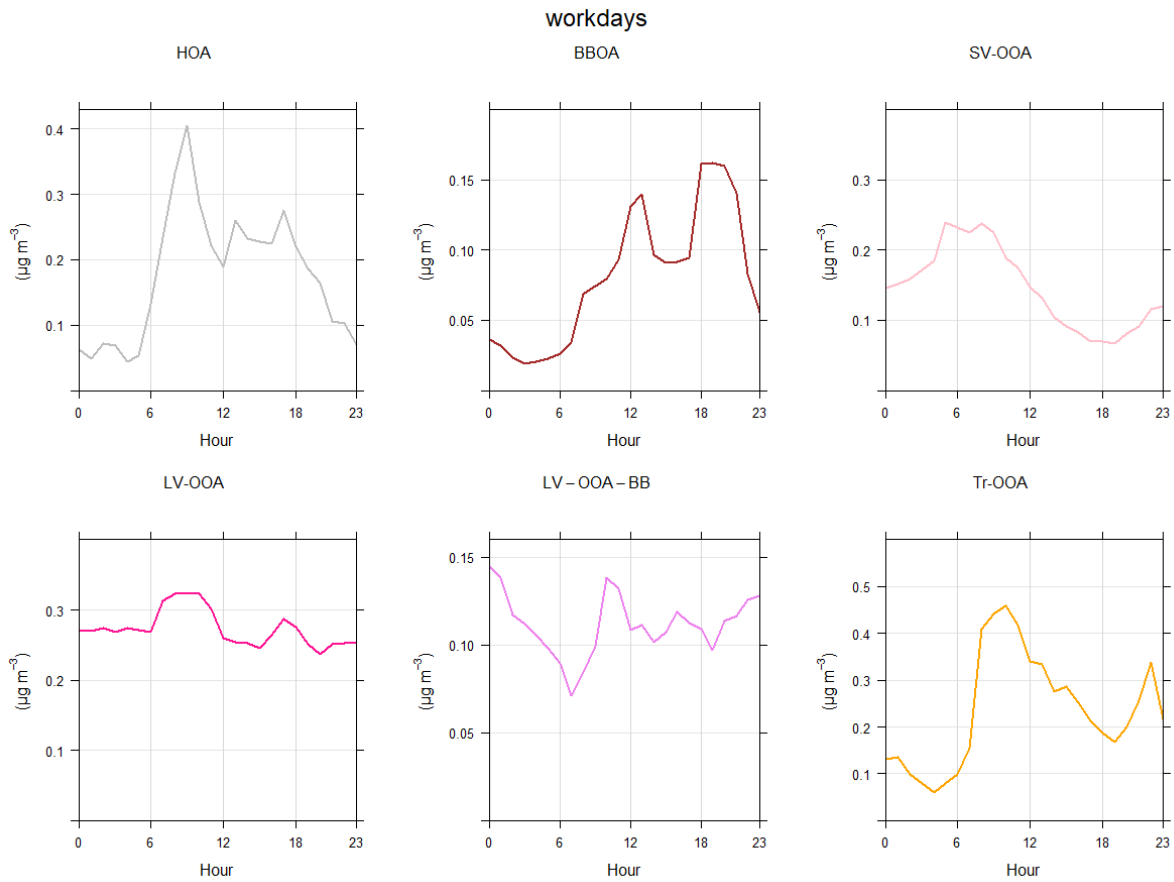 workdays
HOA
BBOA
SV-OOA
(µg m−3)
0.4
0.3
0.2
0.1
0 6 12 18 23
Hour
(µg m−3)
0.15
0.10
0.05
0 6 12 18 23
Hour
(µg m−3)
0.3
0.2
0.1
0 6 12 18 23
Hour
LV-OOA
LV – OOA – BB
Tr-OOA
(µg m−3)
0.3
0.2
0.1
0 6 12 18 23
Hour
(µg m−3)
0.15
0.10
0.05
0 6 12 18 23
Hour
(µg m−3)
0.5
0.4
0.3
0.2
0.1
0 6 12 18 23
Hour